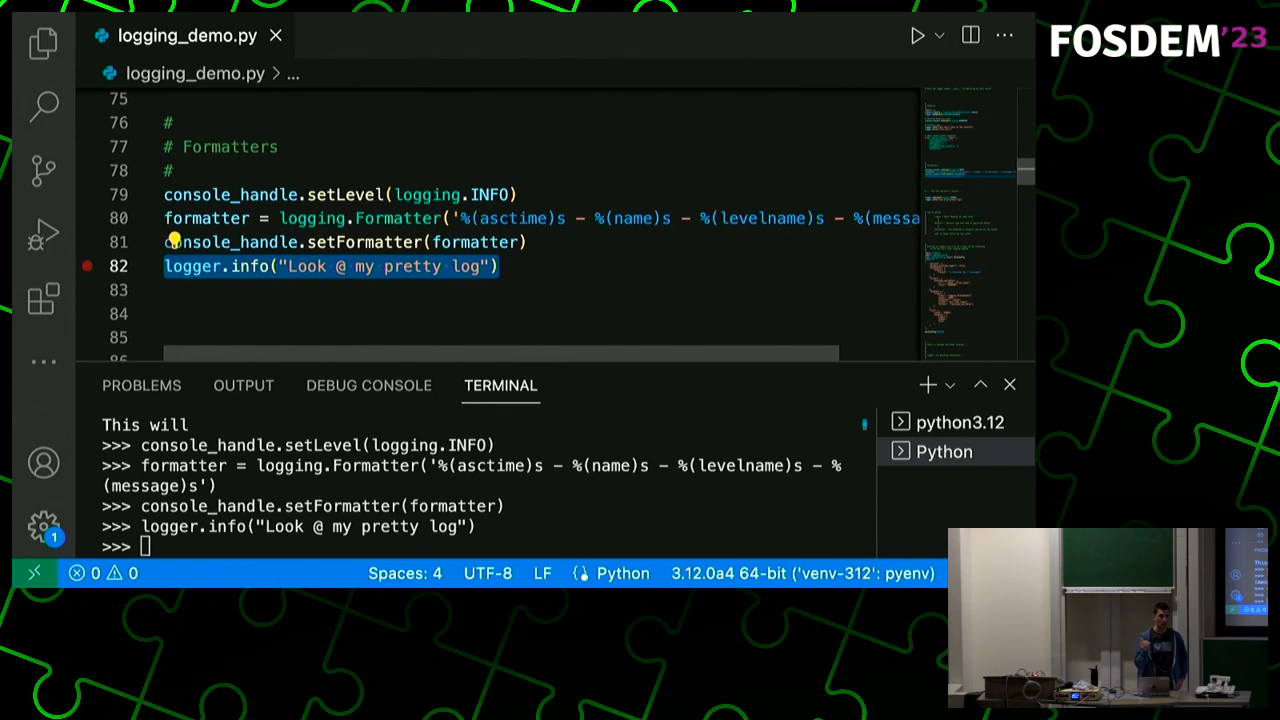 logging_demo.py
FOSDEM'23
logging_demo.py > ...
75
76 #
77 # Formatters
78 #
79 console_handle.setLevel(logging.INFO)
80 formatter = logging.Formatter('%(asctime)s - %(name)s - %(levelname)s - %(messa
81 console_handle.setFormatter(formatter)
82 logger.info("Look @ my pretty log")
83
84
85
86
PROBLEMS OUTPUT DEBUG CONSOLE TERMINAL
This will
>>> console_handle.setLevel(logging.INFO)
>>> formatter = logging.Formatter('%(asctime)s - %(name)s - %(levelname)s - %
(message)s')
>>> console_handle.setFormatter(formatter)
>>> logger.info("Look @ my pretty log")
>>>
python3.12
Python
1
0 0 Spaces: 4 UTF-8 LF Python 3.12.0a4 64-bit ('venv-312': pyenv)